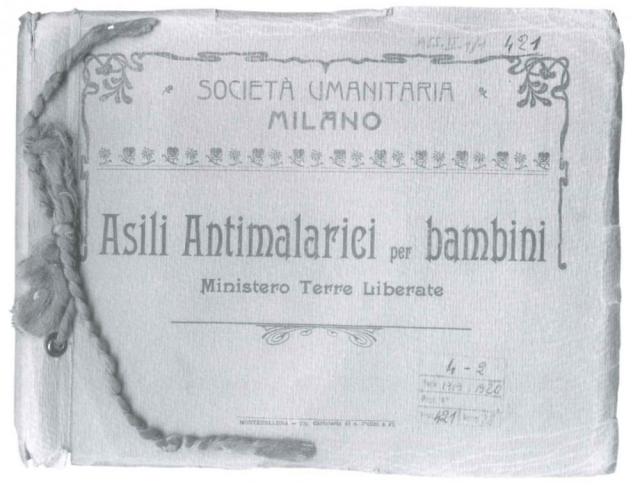 421
SOCIETÀ UMANITARIA
MILANO
Asili Antimalarici per bambini
Ministero Terre Liberate
4-2
1919-1920
421